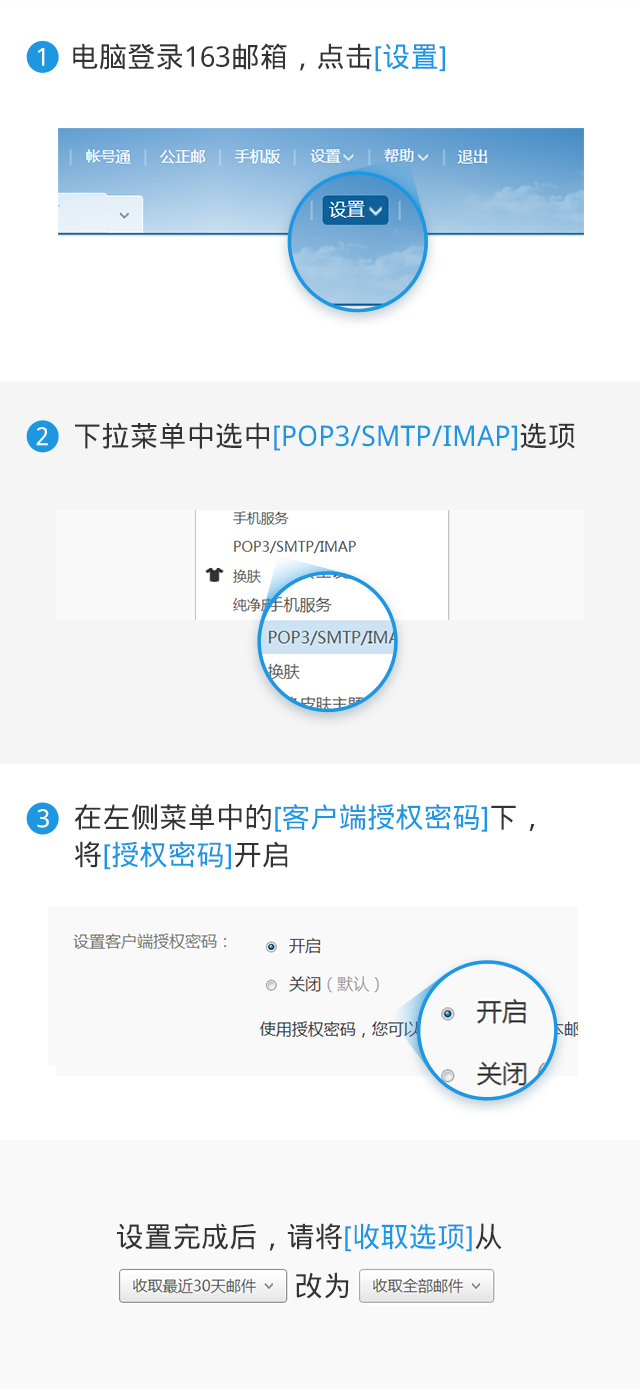 1 电脑登录163邮箱，点击[设置]
帐号通 | 公正邮 | 手机版 | 设置 | 帮助 | 退出
设置
2 下拉菜单中选中[POP3/SMTP/IMAP]选项
手机服务
POP3/SMTP/IMAP
换肤
纯净皮
手机服务
POP3/SMTP/IMA
换肤
皮肤主题
3 在左侧菜单中的[客户端授权密码]下，
将[授权密码]开启
设置客户端授权密码：
开启
关闭（默认）
使用授权密码，您可以
本邮
开启
关闭
设置完成后，请将[收取选项]从
收取最近30天邮件 改为 收取全部邮件